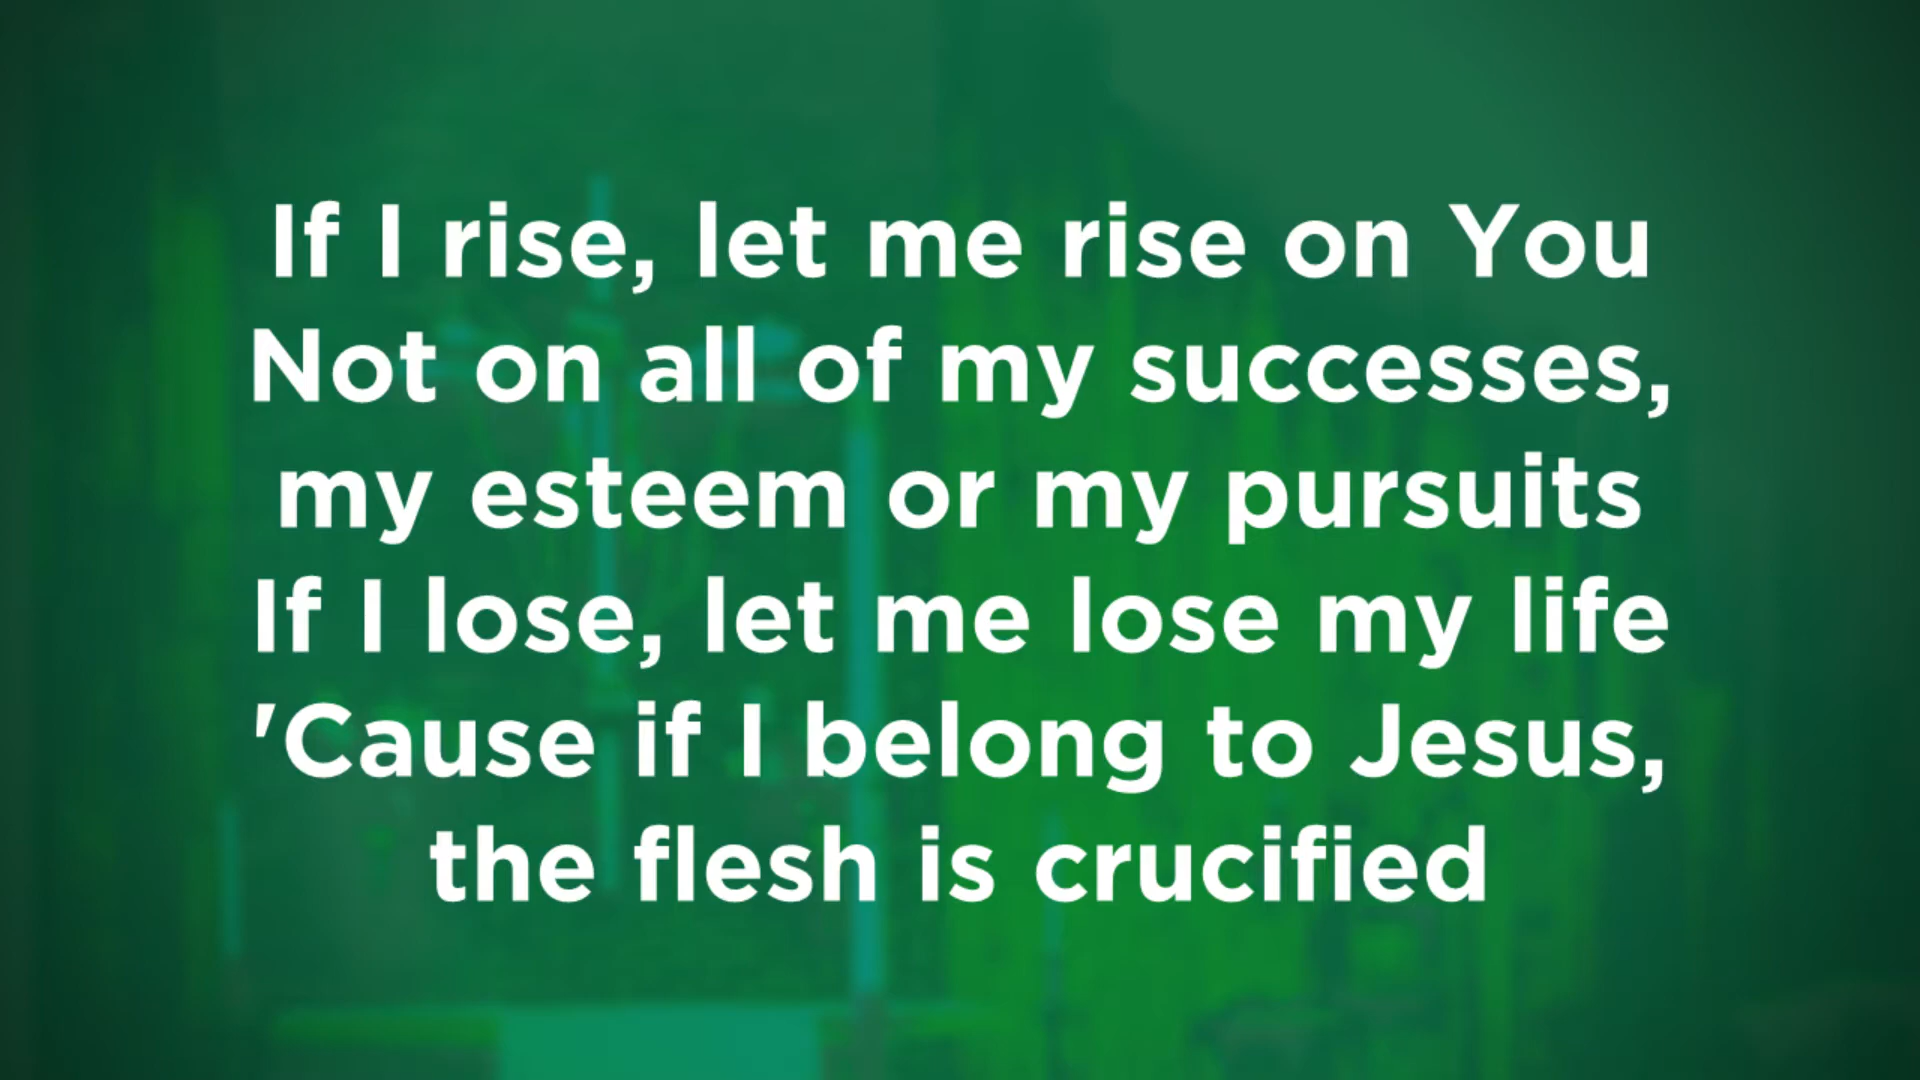 If I rise, let me rise on You
Not on all of my successes,
my esteem or my pursuits
If I lose, let me lose my life
'Cause if I belong to Jesus,
the flesh is crucified